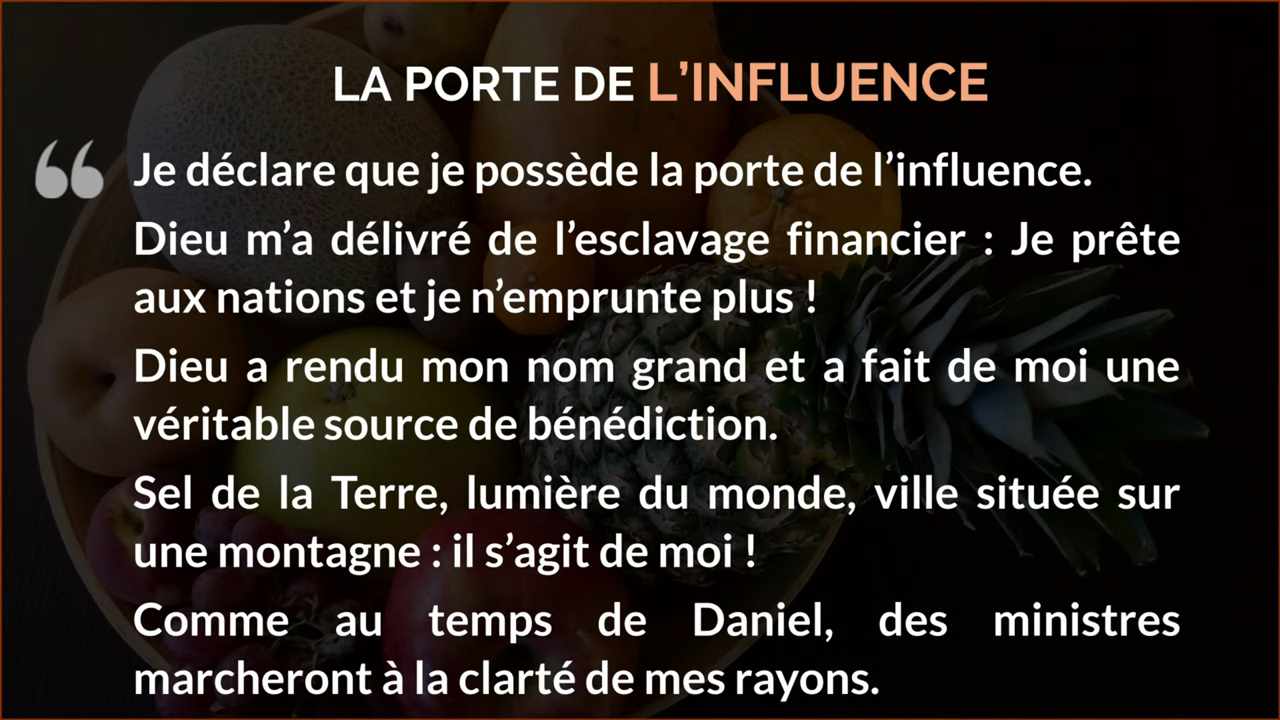 LA PORTE DE L’INFLUENCE
“ Je déclare que je possède la porte de l’influence.
Dieu m’a délivré de l’esclavage financier : Je prête
aux nations et je n’emprunte plus !
Dieu a rendu mon nom grand et a fait de moi une
véritable source de bénédiction.
Sel de la Terre, lumière du monde, ville située sur
une montagne : il s’agit de moi !
Comme au temps de Daniel, des ministres
marcheront à la clarté de mes rayons.